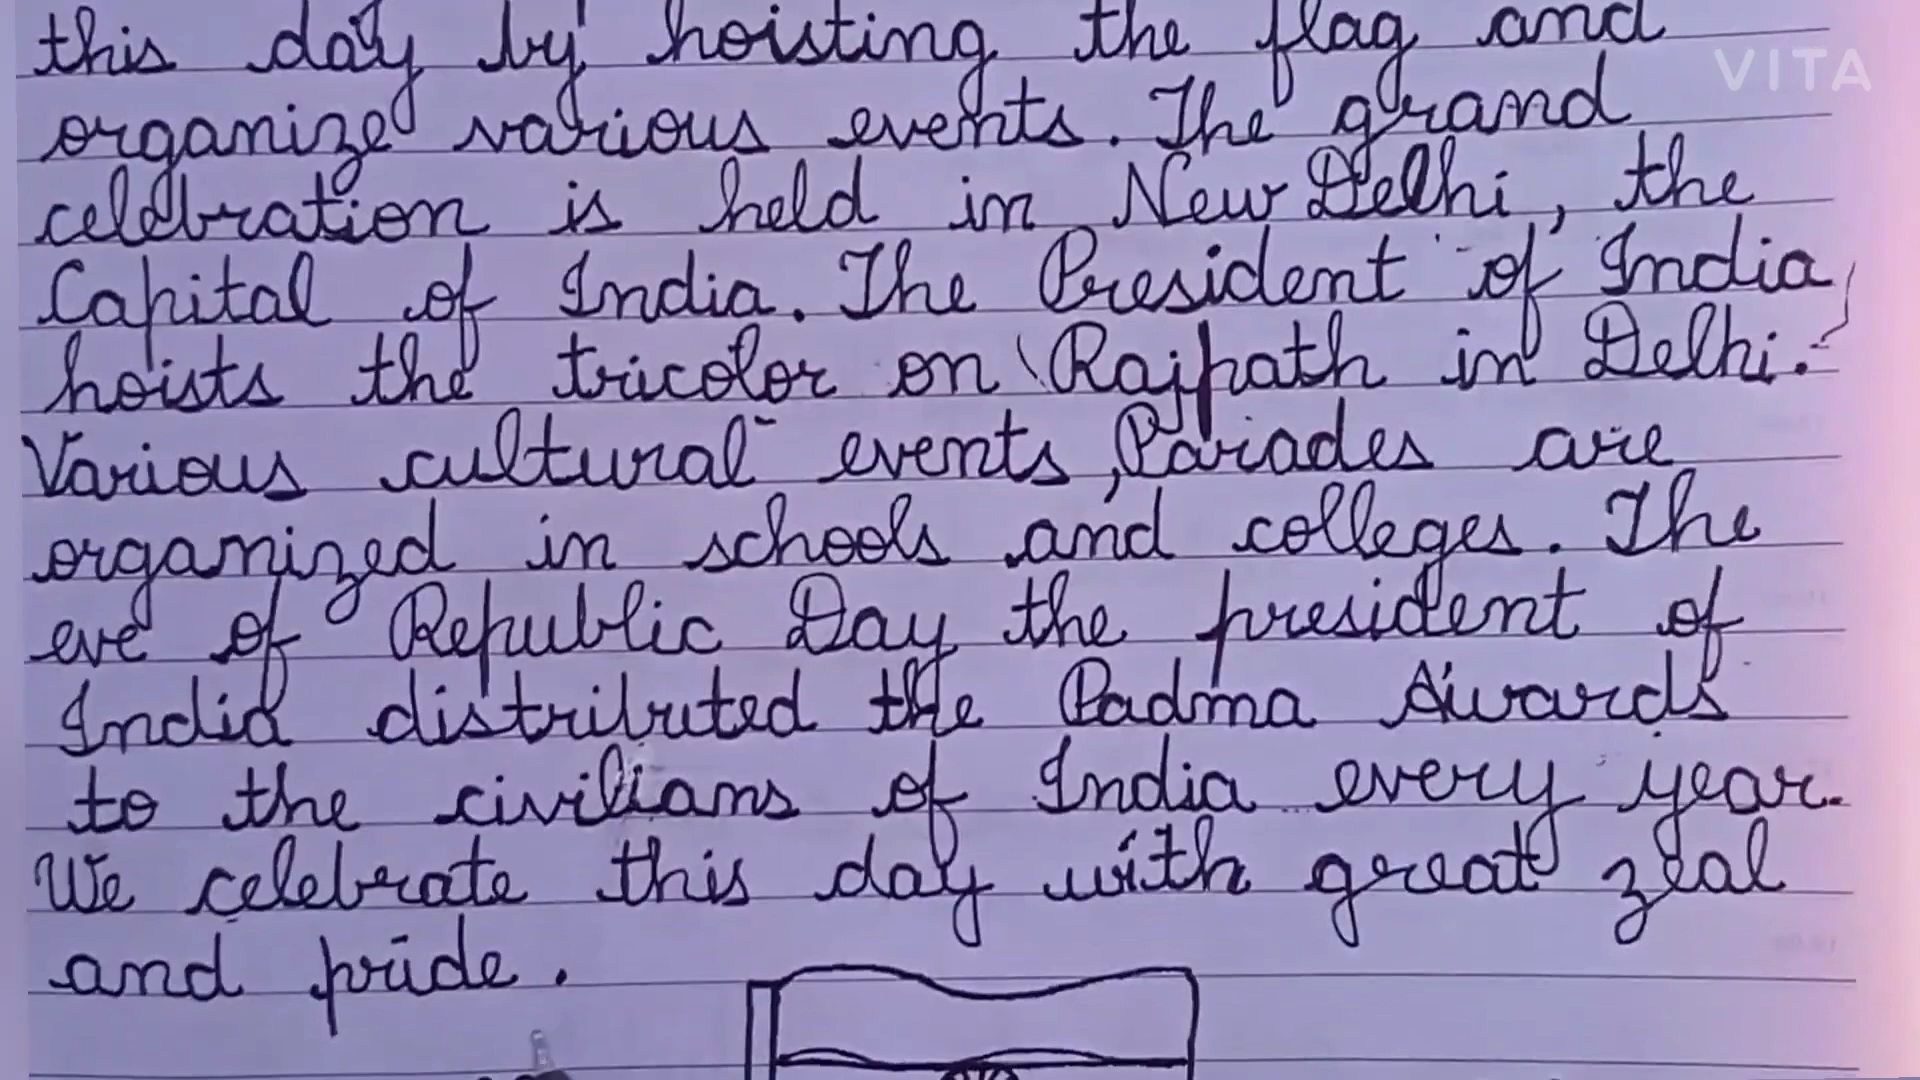 this day by hoisting the flag and
VITA
organize various events. The grand
celebration is held in New Delhi, the
Capital of India. The President of India
hoists the tricolor on Rajpath in Delhi.
Various cultural events, Parades are
organized in schools and colleges. The
eve of Republic Day the president of
India distributed the Padma Awards
to the civilians of India every year.
We celebrate this day with great zeal
and pride.